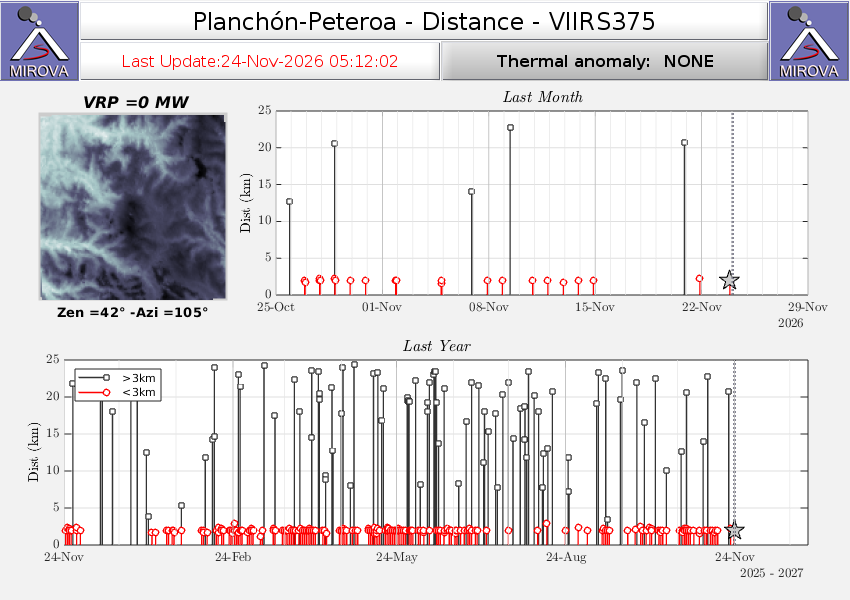 MIROVA
Planchón-Peteroa - Distance - VIIRS375
MIROVA
Last Update:24-Nov-2026 05:12:02
Thermal anomaly: NONE
VRP =0 MW
Zen =42° -Azi =105°
Last Month
Dist (km)
25
20
15
10
5
0
25-Oct
01-Nov
08-Nov
15-Nov
22-Nov
29-Nov
2026
Last Year
Dist (km)
25
20
15
10
5
0
>3km
<3km
24-Nov
24-Feb
24-May
24-Aug
24-Nov
2025 - 2027